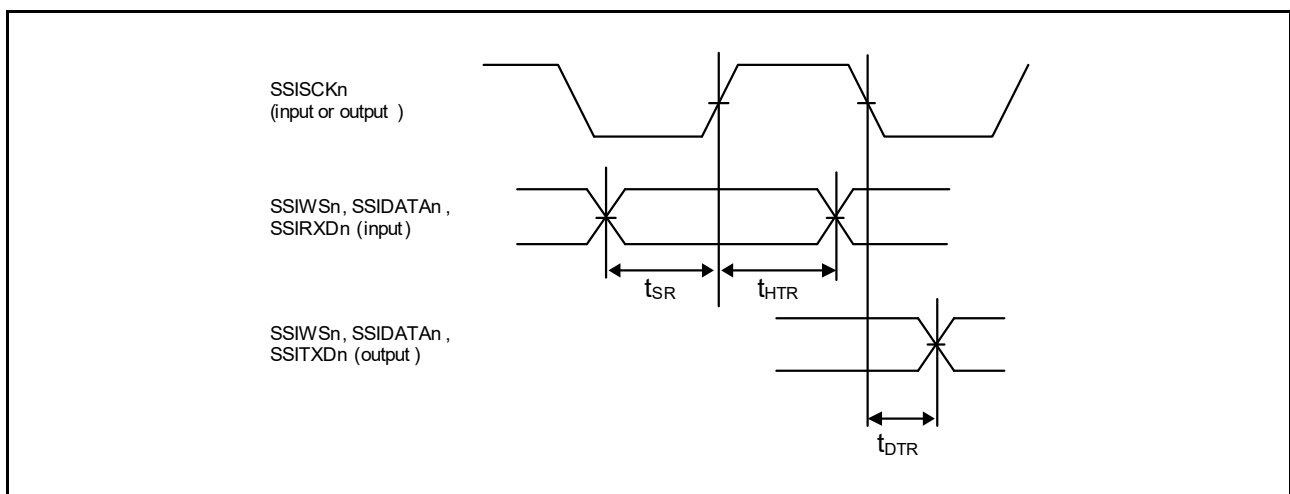 SSISCKn
(input or output )
SSIWSn, SSIDATAn ,
SSIRXDn (input)
tSR
tHTR
SSIWSn, SSIDATAn ,
SSITXDn (output )
tDTR